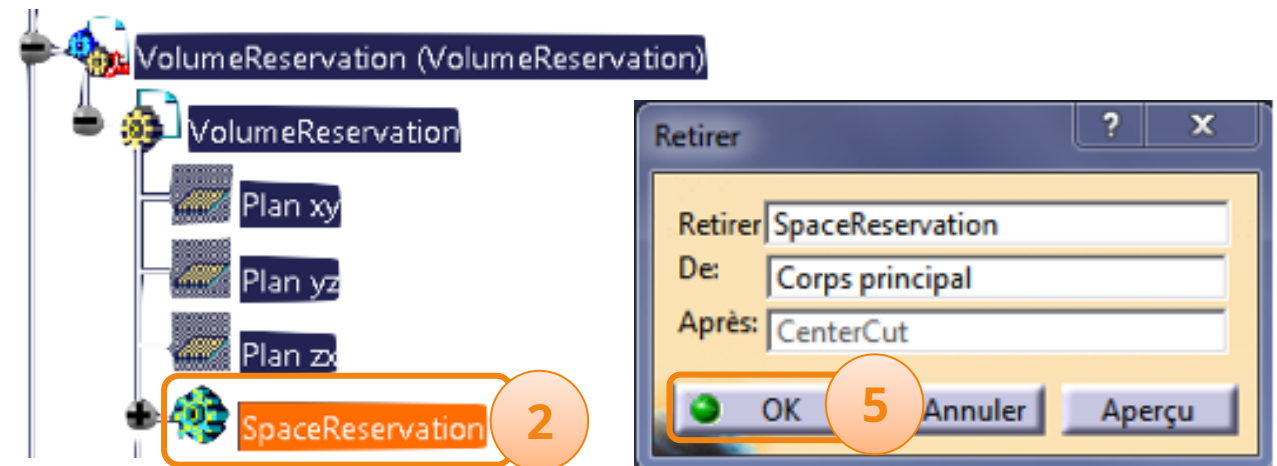 VolumeReservation (VolumeReservation)
VolumeReservation
Plan xy
Plan yz
Plan zx
SpaceReservation
2
Retirer
?
x
Retirer SpaceReservation
De: Corps principal
Après: CenterCut
OK
5
Annuler
Aperçu